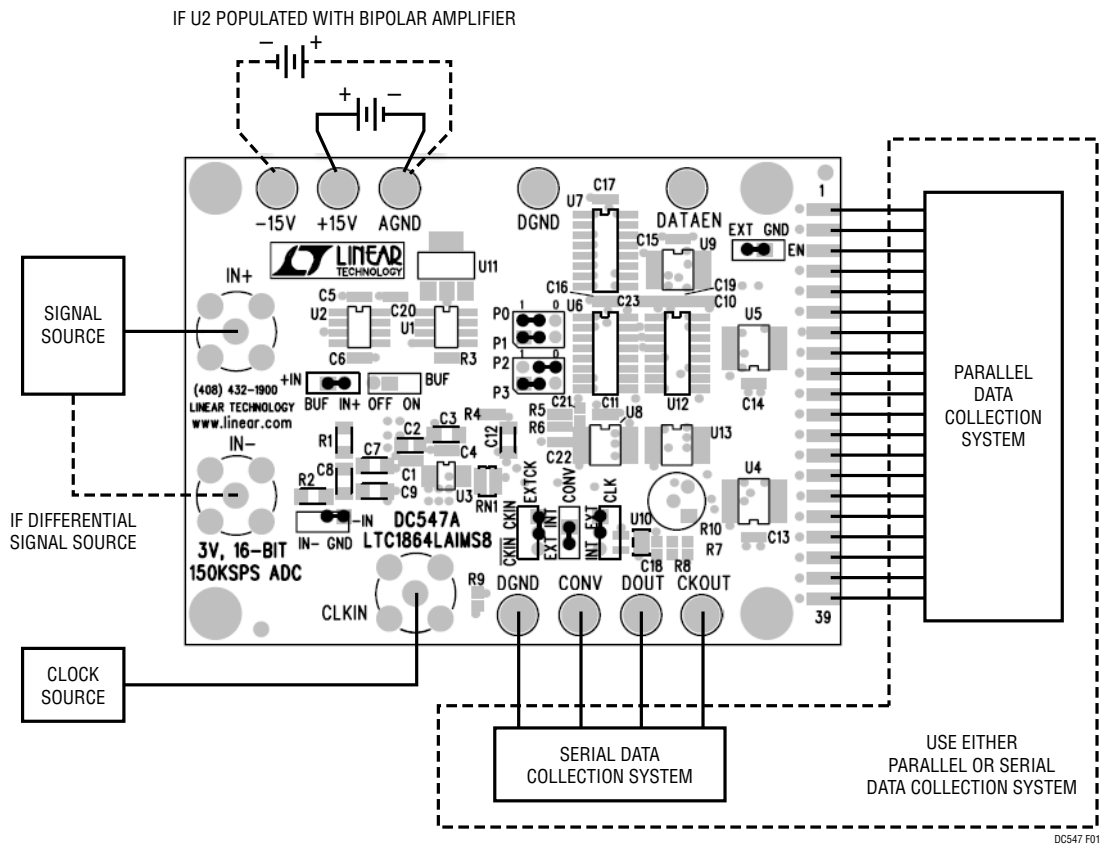 IF U2 POPULATED WITH BIPOLAR AMPLIFIER
– +
+ –
-15V +15V AGND DGND DATAEN
C17
U7
1
EXT GND
EN
C15 U9
LINEAR
TECHNOLOGY
U11
IN+
SIGNAL
SOURCE
C16 C19
C5 C20 U6 C23 C10
U2 U1
P0 1 0
P1
U5
C6 R3
P2 1 0
P3
PARALLEL
DATA
COLLECTION
SYSTEM
(408) 432-1900
LINEAR TECHNOLOGY
www.linear.com
+IN BUF
BUF IN+ OFF ON
C21 C11 U12 C14
R4 R5 U8
R6
IN-
R1 C2 C3 C12 U13
C7 C4 C22
C8 C1 U3 RN1
R2 C9
EXTCK CONV CLK
U4
-IN
IN- GND
DC547A
LTC1864LAIMS8
CKIN CKIN EXT INT INT EXT
U10 R10
R7
C13
C18 R8
IF DIFFERENTIAL
SIGNAL SOURCE
3V, 16-BIT
150KSPS ADC
R9 DGND CONV DOUT CKOUT
CLKIN
39
CLOCK
SOURCE
SERIAL DATA
COLLECTION SYSTEM
USE EITHER
PARALLEL OR SERIAL
DATA COLLECTION SYSTEM
DC547 F01